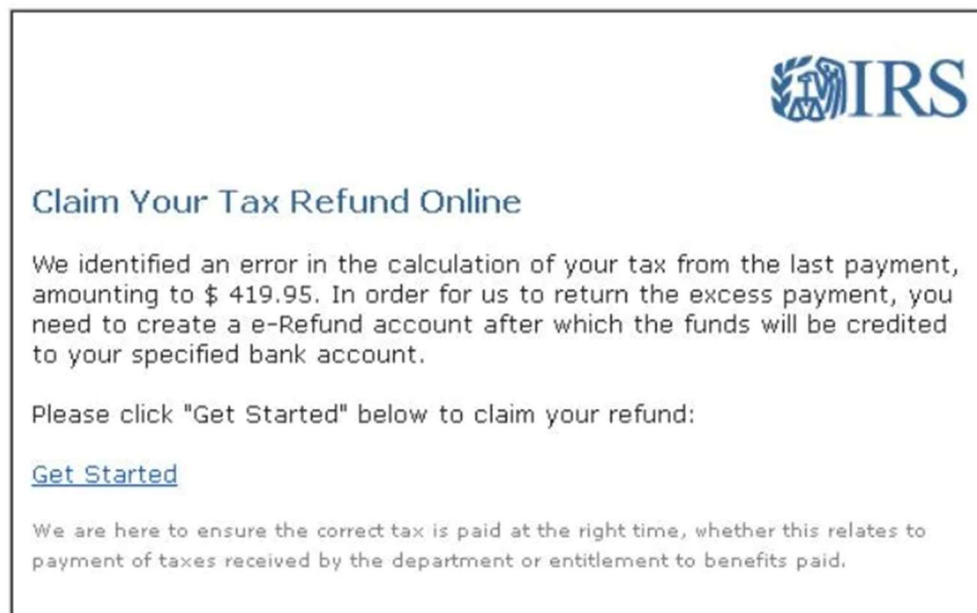 IRS
Claim Your Tax Refund Online
We identified an error in the calculation of your tax from the last payment,
amounting to $ 419.95. In order for us to return the excess payment, you
need to create a e-Refund account after which the funds will be credited
to your specified bank account.
Please click "Get Started" below to claim your refund:
Get Started
We are here to ensure the correct tax is paid at the right time, whether this relates to
payment of taxes received by the department or entitlement to benefits paid.